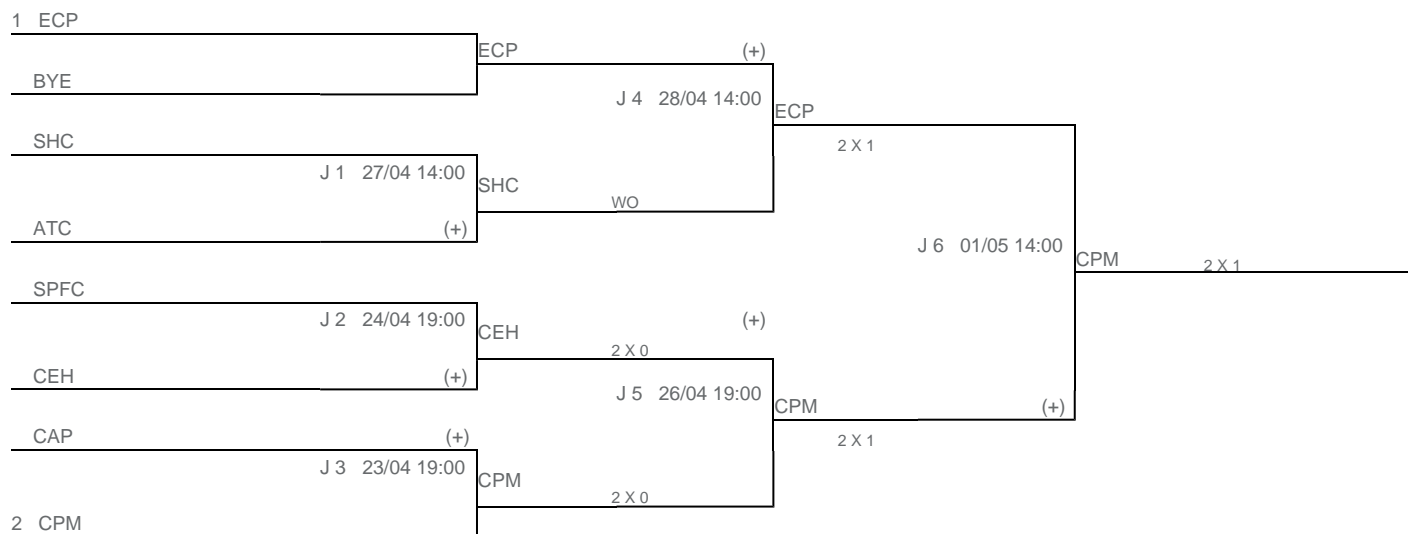 1 ECP
ECP (+)
BYE
J 4 28/04 14:00
ECP
SHC
2 X 1
J 1 27/04 14:00
SHC
WO
ATC (+)
J 6 01/05 14:00
CPM 2 X 1
SPFC
J 2 24/04 19:00
(+)
CEH
2 X 0
CEH (+)
J 5 26/04 19:00
CPM (+)
CAP (+)
2 X 1
J 3 23/04 19:00
CPM
2 X 0
2 CPM